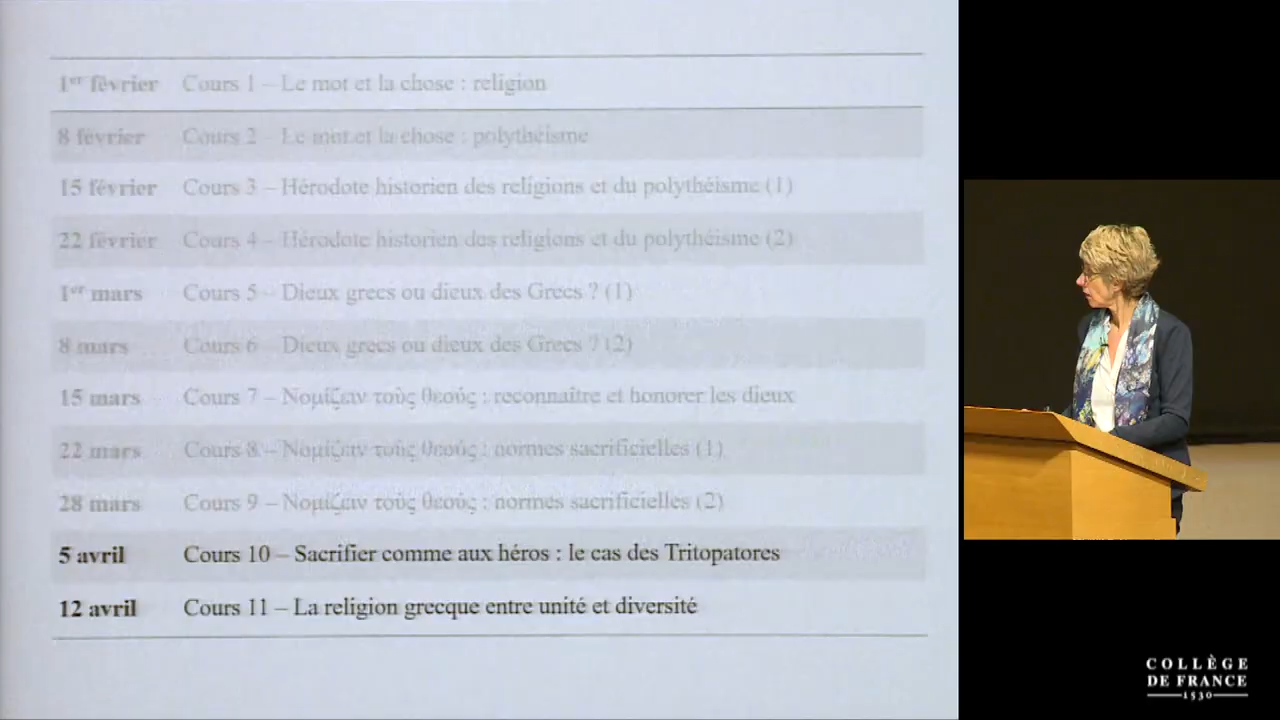 1er février Cours 1 – Le mot et la chose : religion
8 février Cours 2 – Le mot et la chose : polythéisme
15 février Cours 3 – Hérodote historien des religions et du polythéisme (1)
22 février Cours 4 – Hérodote historien des religions et du polythéisme (2)
1er mars Cours 5 – Dieux grecs ou dieux des Grecs ? (1)
8 mars Cours 6 – Dieux grecs ou dieux des Grecs ? (2)
15 mars Cours 7 – Νομίζειν τοὺς θεούς : reconnaître et honorer les dieux
22 mars Cours 8 – Νομίζειν τοὺς θεούς : normes sacrificielles (1)
28 mars Cours 9 – Νομίζειν τοὺς θεούς : normes sacrificielles (2)
5 avril Cours 10 – Sacrifier comme aux héros : le cas des Tritopatores
12 avril Cours 11 – La religion grecque entre unité et diversité
COLLÈGE
DE FRANCE
1530